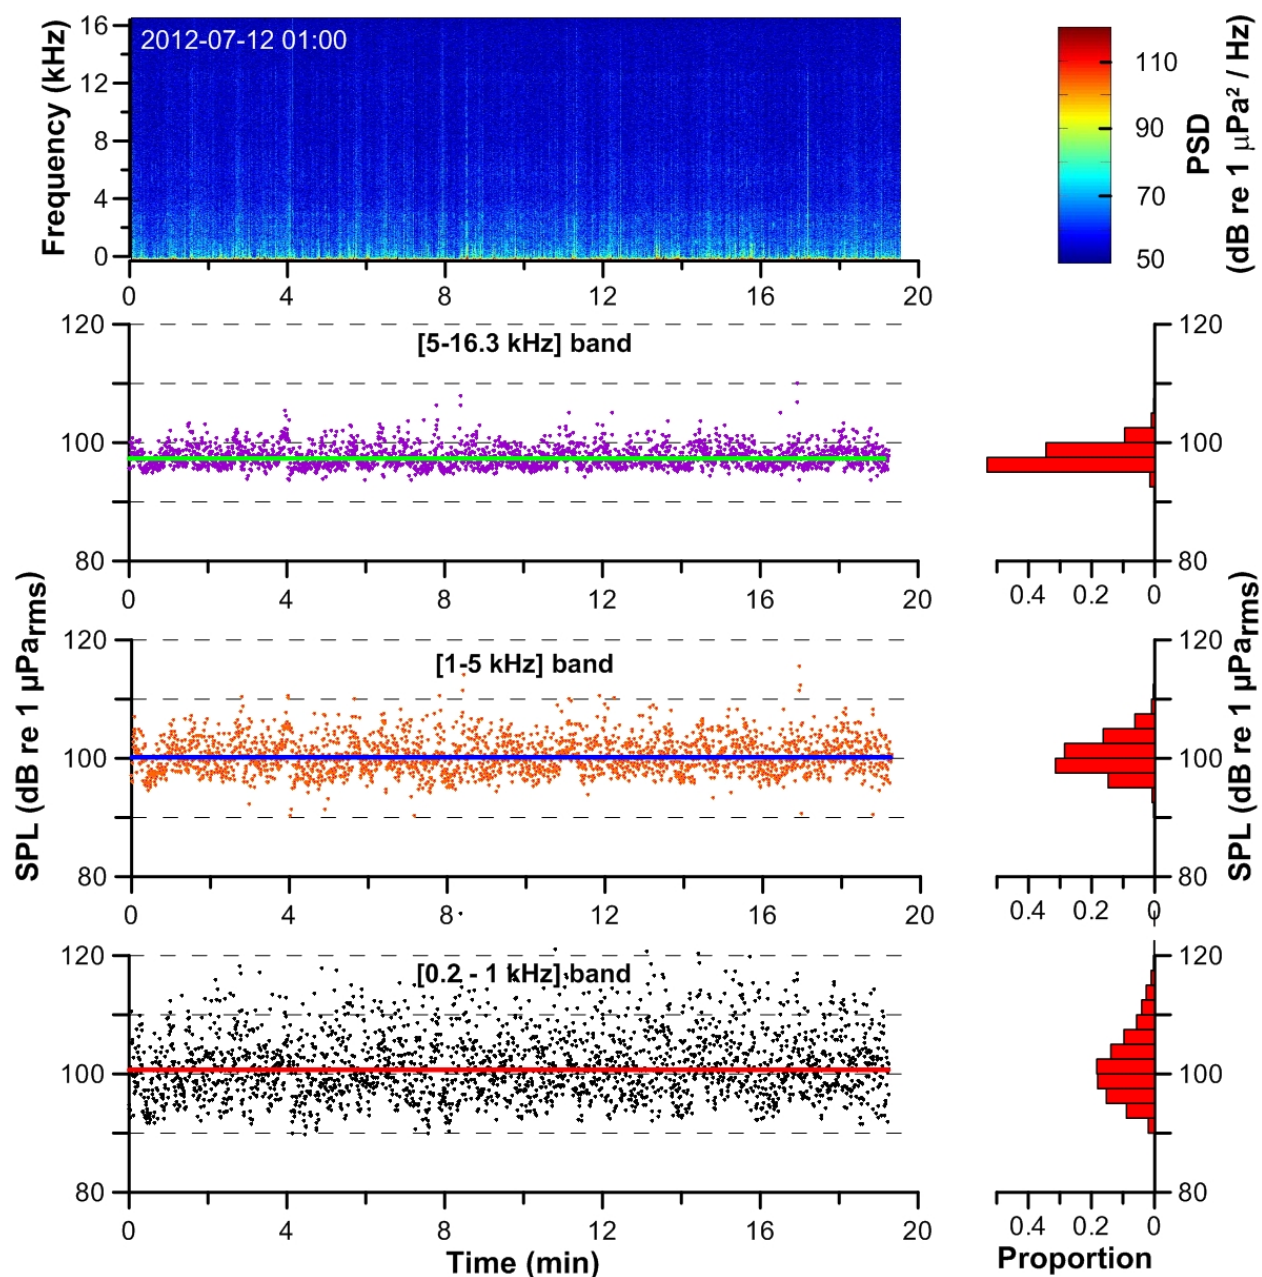 2012-07-12 01:00
Frequency (kHz)
16
12
8
4
0
0 4 8 12 16 20
110
90
70
50
PSD
(dB re 1 μPa² / Hz)
[5-16.3 kHz] band
120
100
80
0 4 8 12 16 20
120
100
80
0.4 0.2 0
SPL (dB re 1 μParms)
[1-5 kHz] band
120
100
80
0 4 8 12 16 20
120
100
80
0.4 0.2 0
SPL (dB re 1 μParms)
[0.2 - 1 kHz] band
120
100
80
0 4 8 12 16 20
Time (min)
120
100
80
0.4 0.2 0
Proportion